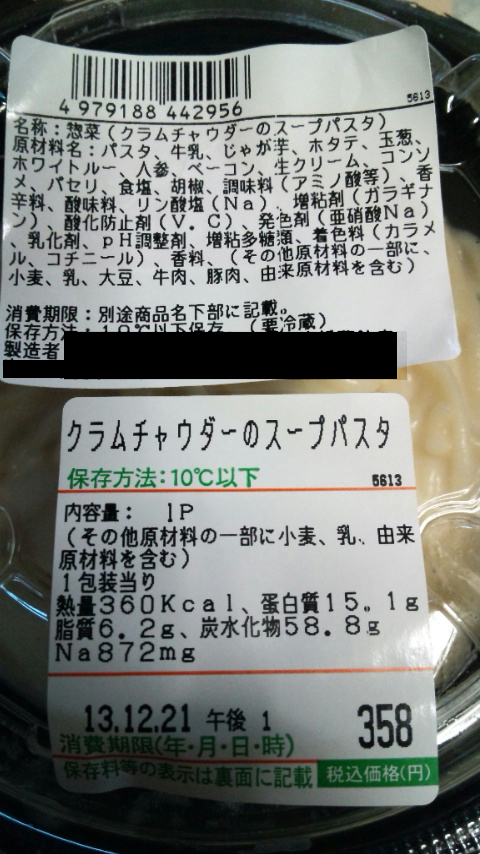 4 979188 442956
5613
名称：惣菜（クラムチャウダーのスープパスタ）
原材料名：パスタ、牛乳、じゃが芋、ホタテ、玉葱、
ホワイトルー、人参、ベーコン、生クリーム、コンソ
メ、パセリ、食塩、胡椒、調味料（アミノ酸等）、香
辛料、酸味料、リン酸塩（Na）、増粘剤（ガラギナ
ン）、酸化防止剤（V．C）、発色剤（亜硝酸Na）
、乳化剤、pH調整剤、増粘多糖類、着色料（カラメ
ル、コチニール）、香料、（その他原材料の一部に、
小麦、乳、大豆、牛肉、豚肉、由来原材料を含む）
消費期限：別途商品名下部に記載。
保存方法：10℃以下保存。（要冷蔵）
製造者
クラムチャウダーのスープパスタ
保存方法：10℃以下
5613
内容量： 1P
（その他原材料の一部に小麦、乳、由来
原材料を含む）
1包装当り
熱量360Kcal、蛋白質15．1g
脂質6．2g、炭水化物58．8g
Na872mg
13.12.21 午後 1
358
消費期限(年・月・日・時)
保存料等の表示は裏面に記載
税込価格(円)